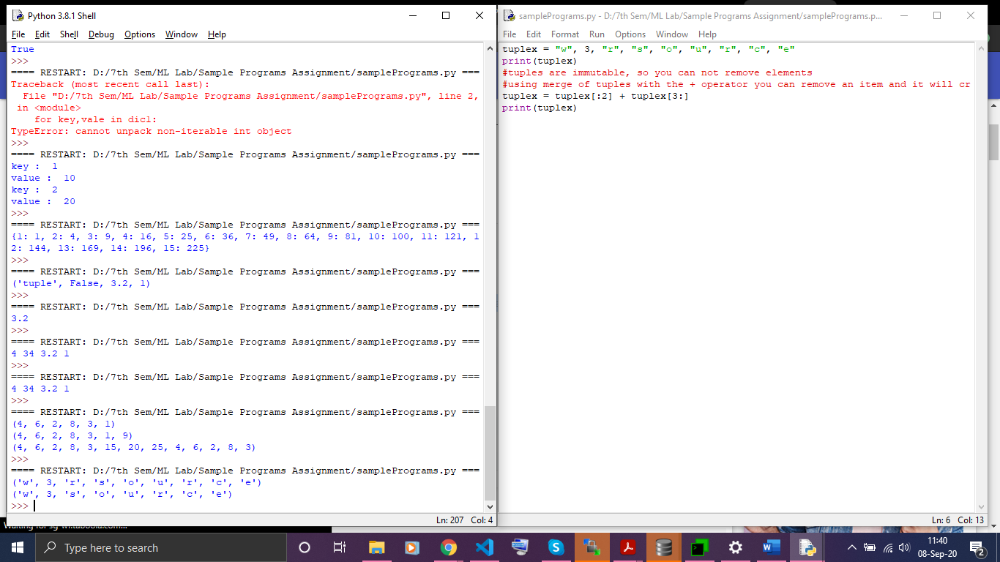 Python 3.8.1 Shell
File Edit Shell Debug Options Window Help
True
>>>
==== RESTART: D:/7th Sem/ML Lab/Sample Programs Assignment/samplePrograms.py ===
Traceback (most recent call last):
  File "D:/7th Sem/ML Lab/Sample Programs Assignment/samplePrograms.py", line 2,
 in <module>
    for key,vale in dic1:
TypeError: cannot unpack non-iterable int object
>>>
==== RESTART: D:/7th Sem/ML Lab/Sample Programs Assignment/samplePrograms.py ===
key :  1
value :  10
key :  2
value :  20
>>>
==== RESTART: D:/7th Sem/ML Lab/Sample Programs Assignment/samplePrograms.py ===
{1: 1, 2: 4, 3: 9, 4: 16, 5: 25, 6: 36, 7: 49, 8: 64, 9: 81, 10: 100, 11: 121, 1
2: 144, 13: 169, 14: 196, 15: 225}
>>>
==== RESTART: D:/7th Sem/ML Lab/Sample Programs Assignment/samplePrograms.py ===
('tuple', False, 3.2, 1)
>>>
==== RESTART: D:/7th Sem/ML Lab/Sample Programs Assignment/samplePrograms.py ===
3.2
>>>
==== RESTART: D:/7th Sem/ML Lab/Sample Programs Assignment/samplePrograms.py ===
4 34 3.2 1
>>>
==== RESTART: D:/7th Sem/ML Lab/Sample Programs Assignment/samplePrograms.py ===
4 34 3.2 1
>>>
==== RESTART: D:/7th Sem/ML Lab/Sample Programs Assignment/samplePrograms.py ===
(4, 6, 2, 8, 3, 1)
(4, 6, 2, 8, 3, 1, 9)
(4, 6, 2, 8, 3, 15, 20, 25, 4, 6, 2, 8, 3)
>>>
==== RESTART: D:/7th Sem/ML Lab/Sample Programs Assignment/samplePrograms.py ===
('w', 3, 'r', 's', 'o', 'u', 'r', 'c', 'e')
('w', 3, 's', 'o', 'u', 'r', 'c', 'e')
>>>
Ln: 207 Col: 4
samplePrograms.py - D:/7th Sem/ML Lab/Sample Programs Assignment/samplePrograms.p...
File Edit Format Run Options Window Help
tuplex = "w", 3, "r", "s", "o", "u", "r", "c", "e"
print(tuplex)
#tuples are immutable, so you can not remove elements
#using merge of tuples with the + operator you can remove an item and it will cr
tuplex = tuplex[:2] + tuplex[3:]
print(tuplex)
Ln: 6 Col: 13
Type here to search
11:40
08-Sep-20
2